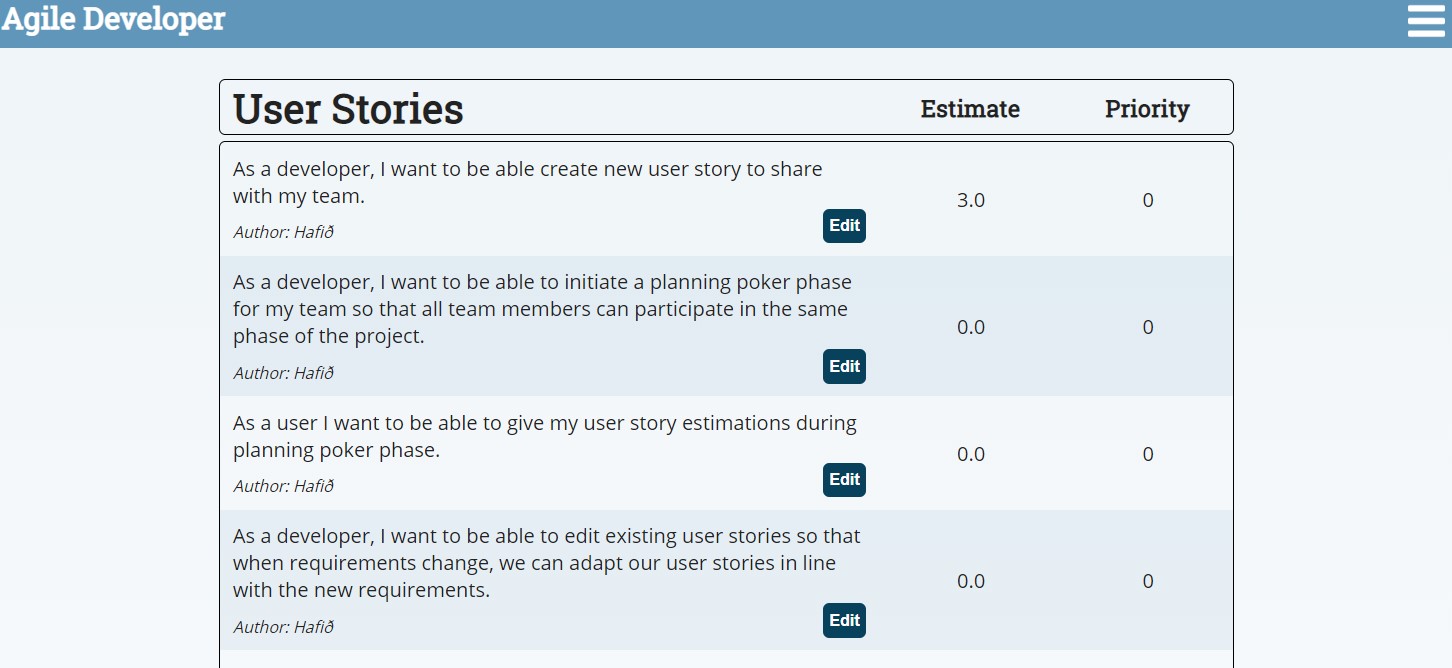 Agile Developer
User Stories Estimate Priority
As a developer, I want to be able create new user story to share
with my team.
3.0 0
Author: Hafið
Edit
As a developer, I want to be able to initiate a planning poker phase
for my team so that all team members can participate in the same
phase of the project.
0.0 0
Author: Hafið
Edit
As a user I want to be able to give my user story estimations during
planning poker phase.
0.0 0
Author: Hafið
Edit
As a developer, I want to be able to edit existing user stories so that
when requirements change, we can adapt our user stories in line
with the new requirements.
0.0 0
Author: Hafið
Edit